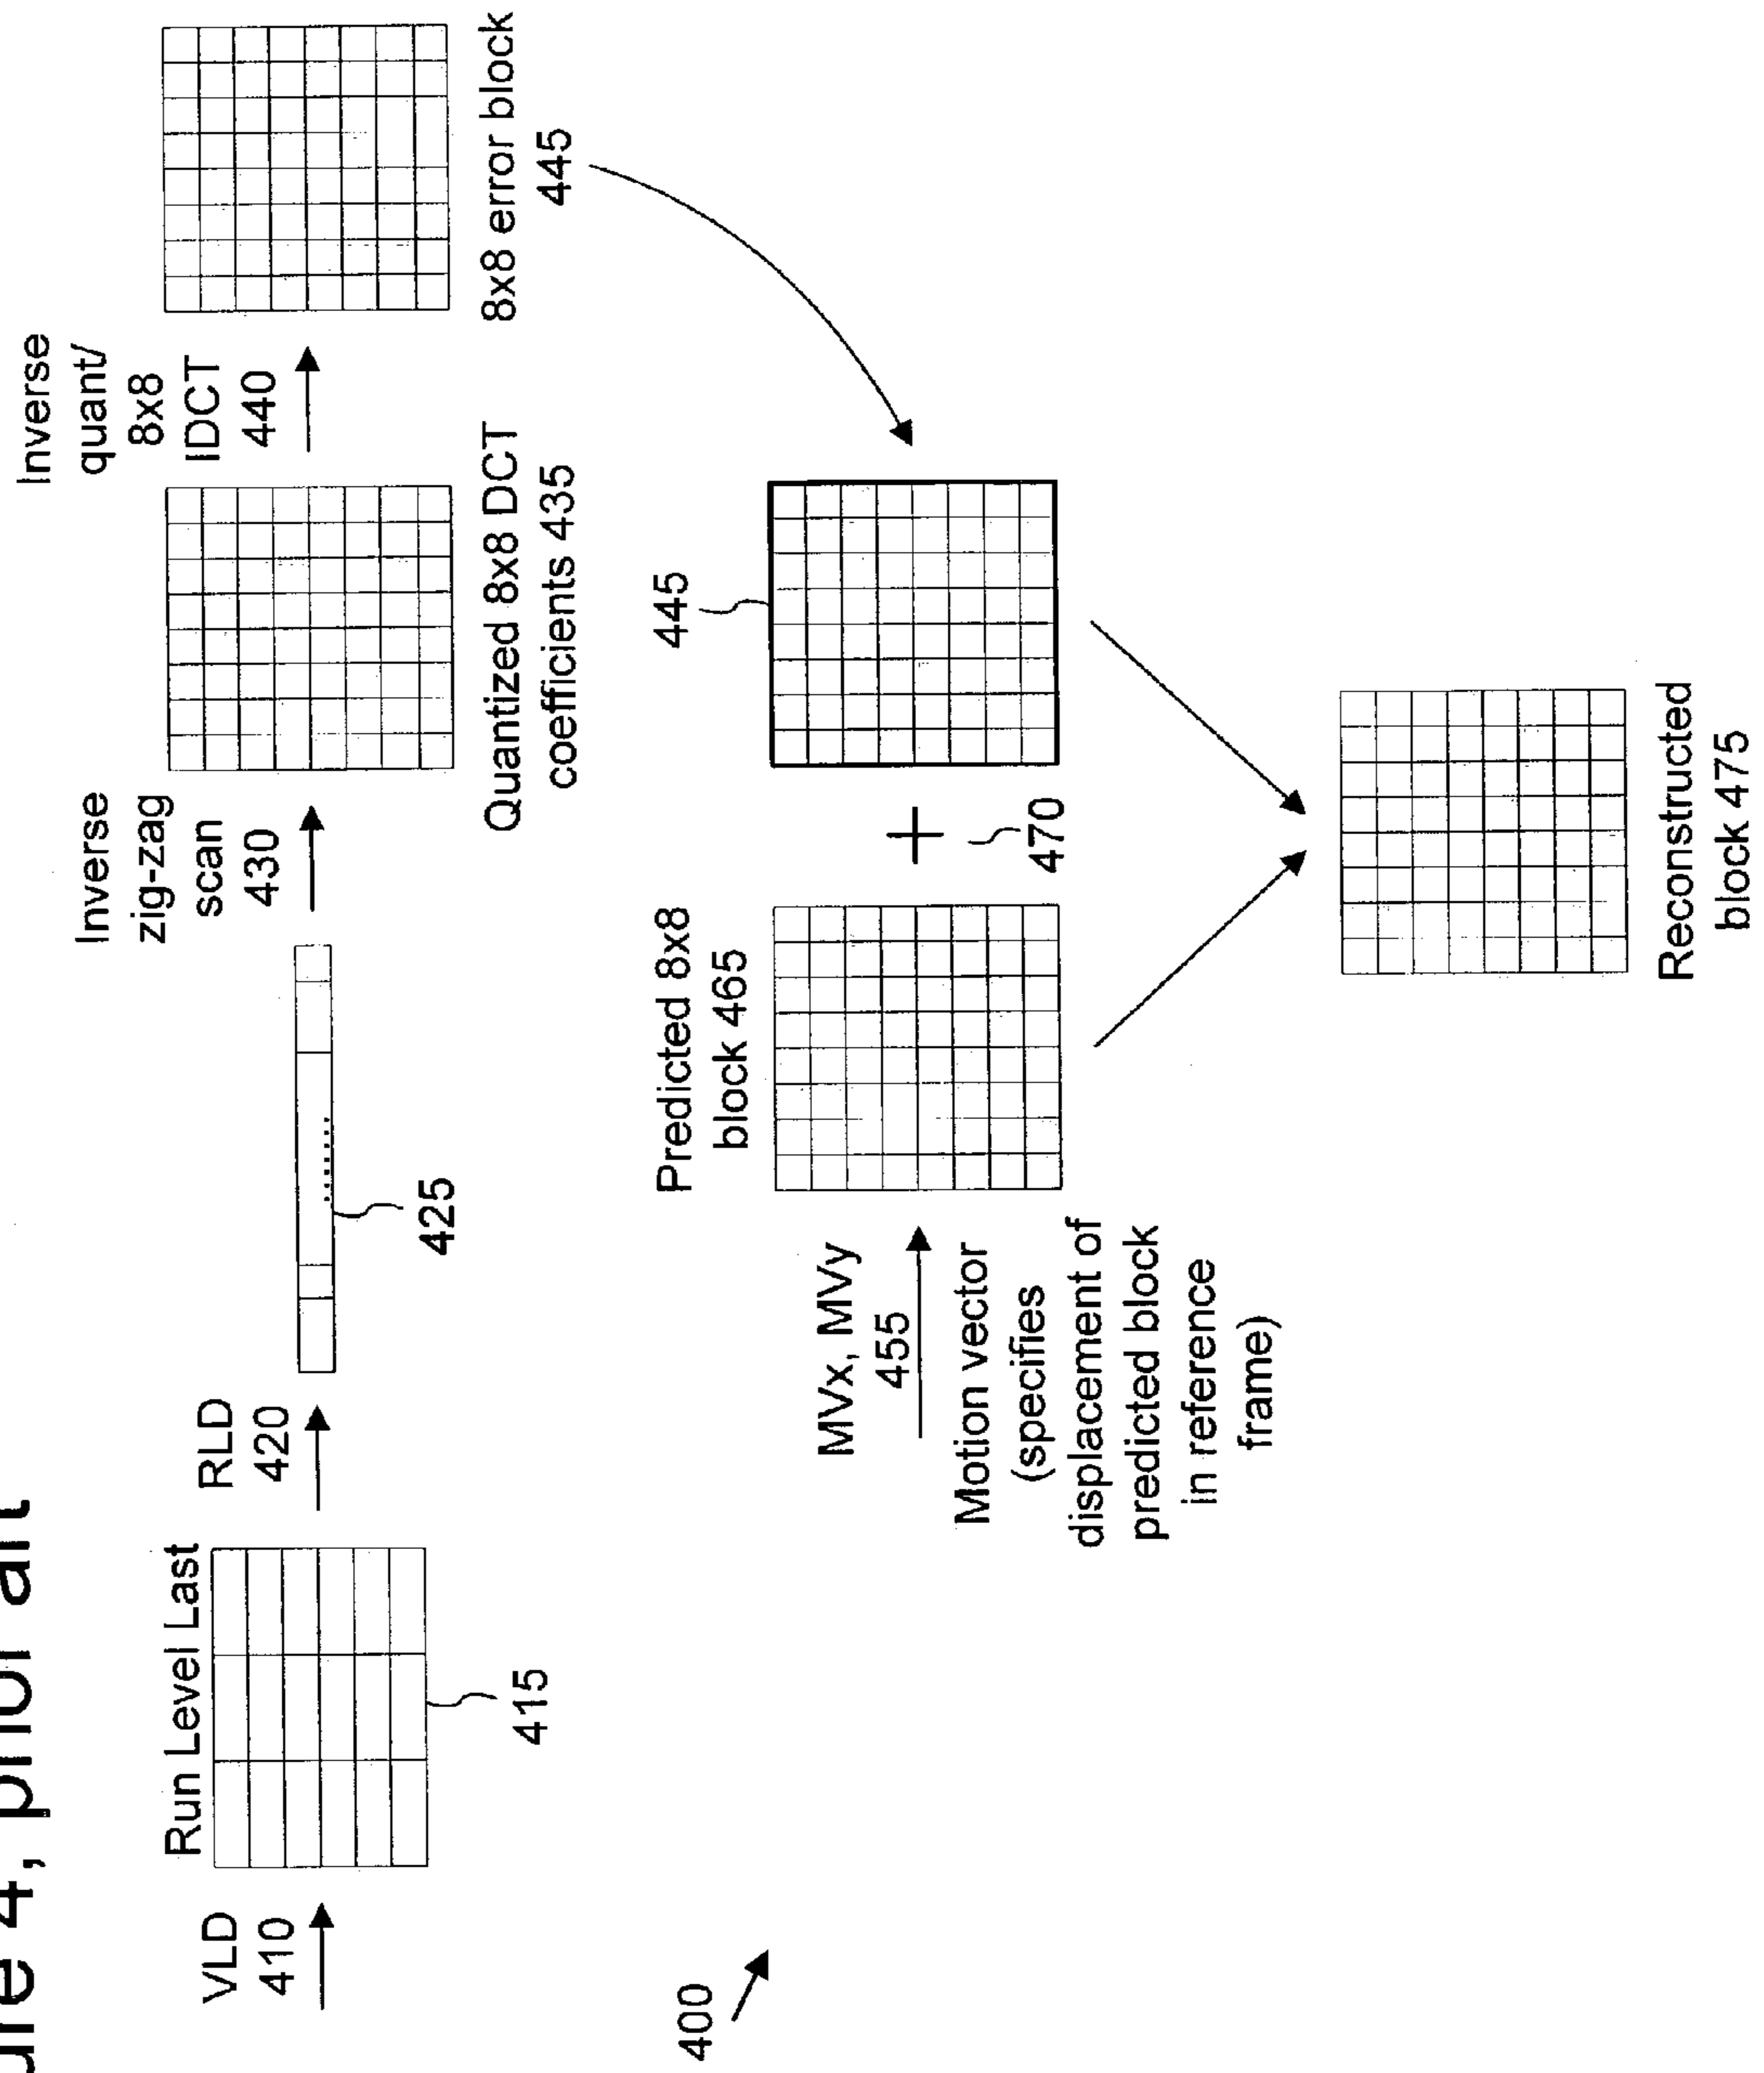 ure 4, prior art
VLD
410
Run Level Last
415
RLD
420
425
Inverse
zig-zag
scan
430
Quantized 8x8 DCT
coefficients 435
Inverse
quant/
8x8
IDCT
440
8x8 error block
445
400
MVx, MVy
455
Motion vector
(specifies
displacement of
predicted block
in reference
frame)
Predicted 8x8
block 465
470
445
Reconstructed
block 475